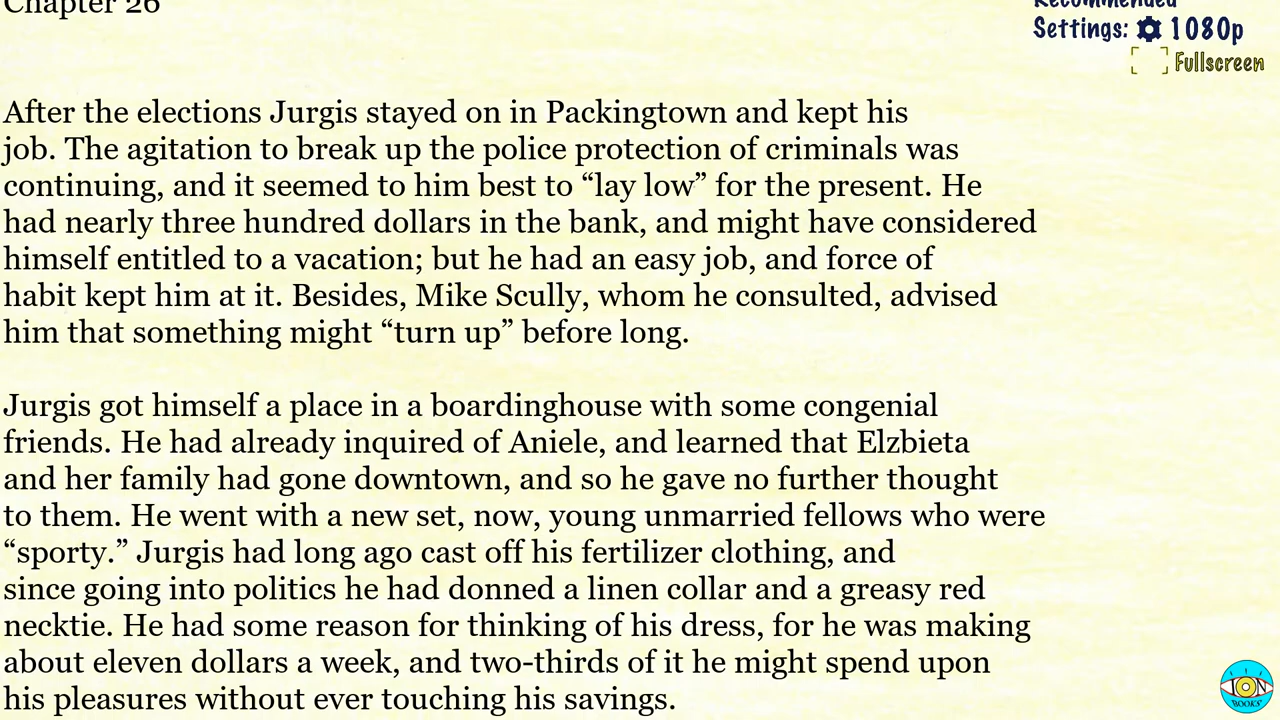 Chapter 26
Recommended
Settings: 1080p
Fullscreen
After the elections Jurgis stayed on in Packingtown and kept his
job. The agitation to break up the police protection of criminals was
continuing, and it seemed to him best to “lay low” for the present. He
had nearly three hundred dollars in the bank, and might have considered
himself entitled to a vacation; but he had an easy job, and force of
habit kept him at it. Besides, Mike Scully, whom he consulted, advised
him that something might “turn up” before long.
Jurgis got himself a place in a boardinghouse with some congenial
friends. He had already inquired of Aniele, and learned that Elzbieta
and her family had gone downtown, and so he gave no further thought
to them. He went with a new set, now, young unmarried fellows who were
“sporty.” Jurgis had long ago cast off his fertilizer clothing, and
since going into politics he had donned a linen collar and a greasy red
necktie. He had some reason for thinking of his dress, for he was making
about eleven dollars a week, and two-thirds of it he might spend upon
his pleasures without ever touching his savings.
ION
BOOKS